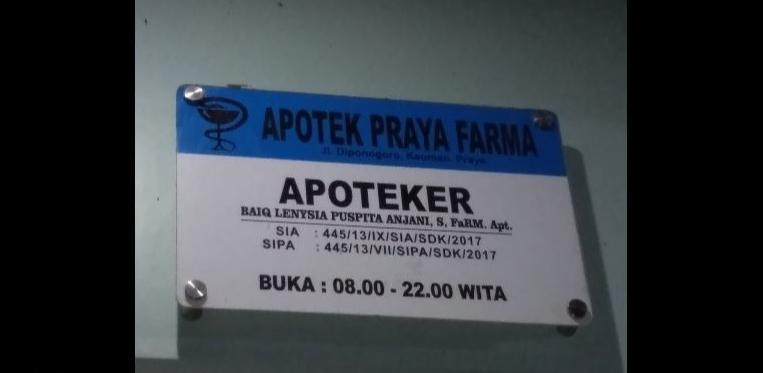 APOTEK PRAYA FARMA
Jl. Diponogoro, Kauman, Praya
APOTEKER
BAIQ LENYSIA PUSPITA ANJANI, S, FaRM. Apt.
SIA : 445/13/IX/SIA/SDK/2017
SIPA : 445/13/VII/SIPA/SDK/2017
BUKA : 08.00 - 22.00 WITA